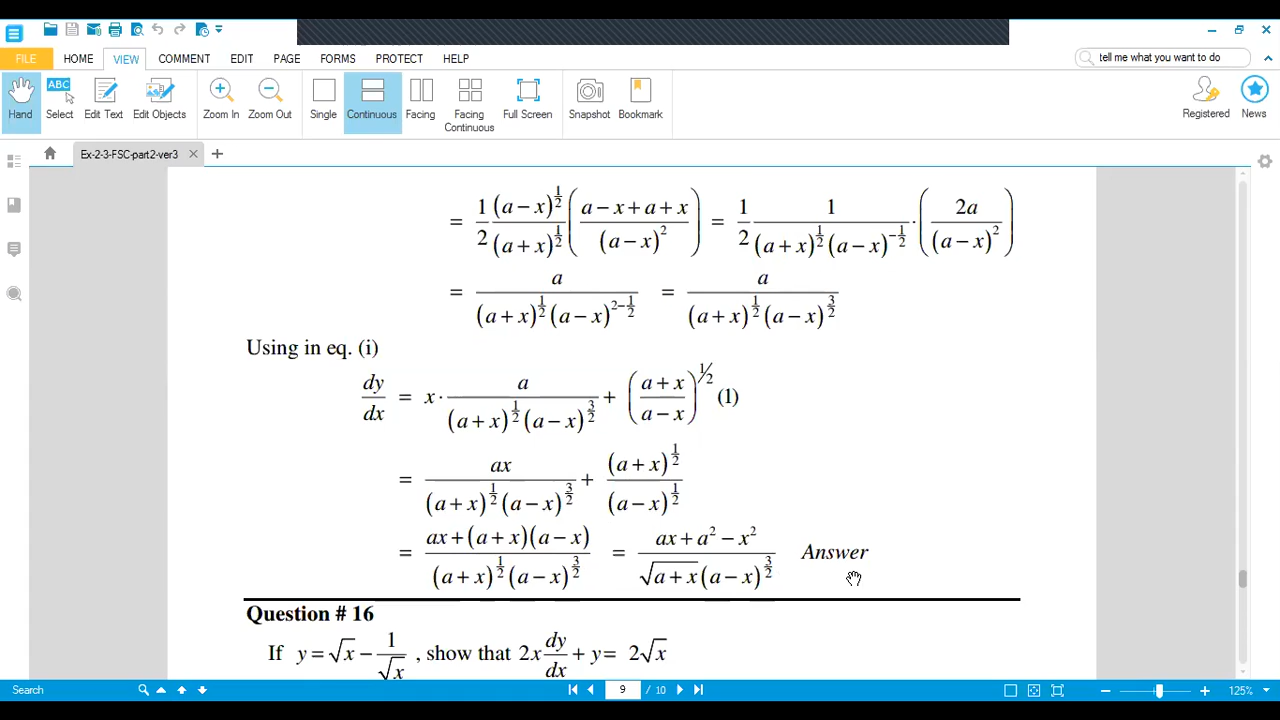 FILE HOME VIEW COMMENT EDIT PAGE FORMS PROTECT HELP tell me what you want to do
ABC
Hand Select Edit Text Edit Objects Zoom In Zoom Out Single Continuous Facing Facing Continuous Full Screen Snapshot Bookmark Registered News
Ex-2-3-FSC-part2-ver3
= 1/2 (a−x)^(1/2)/(a+x)^(1/2) ((a−x+a+x)/(a−x)^2) = 1/2 1/((a+x)^(1/2)(a−x)^(−1/2)) · (2a/(a−x)^2)
= a/((a+x)^(1/2)(a−x)^(2−1/2)) = a/((a+x)^(1/2)(a−x)^(3/2))
Using in eq. (i)
dy/dx = x· a/((a+x)^(1/2)(a−x)^(3/2)) + ((a+x)/(a−x))^(1/2) (1)
= ax/((a+x)^(1/2)(a−x)^(3/2)) + (a+x)^(1/2)/(a−x)^(1/2)
= (ax+(a+x)(a−x))/((a+x)^(1/2)(a−x)^(3/2)) = (ax+a²−x²)/(√(a+x)(a−x)^(3/2)) Answer
Question # 16
If y=√x − 1/√x , show that 2x dy/dx + y= 2√x
Search 9 / 10 125%